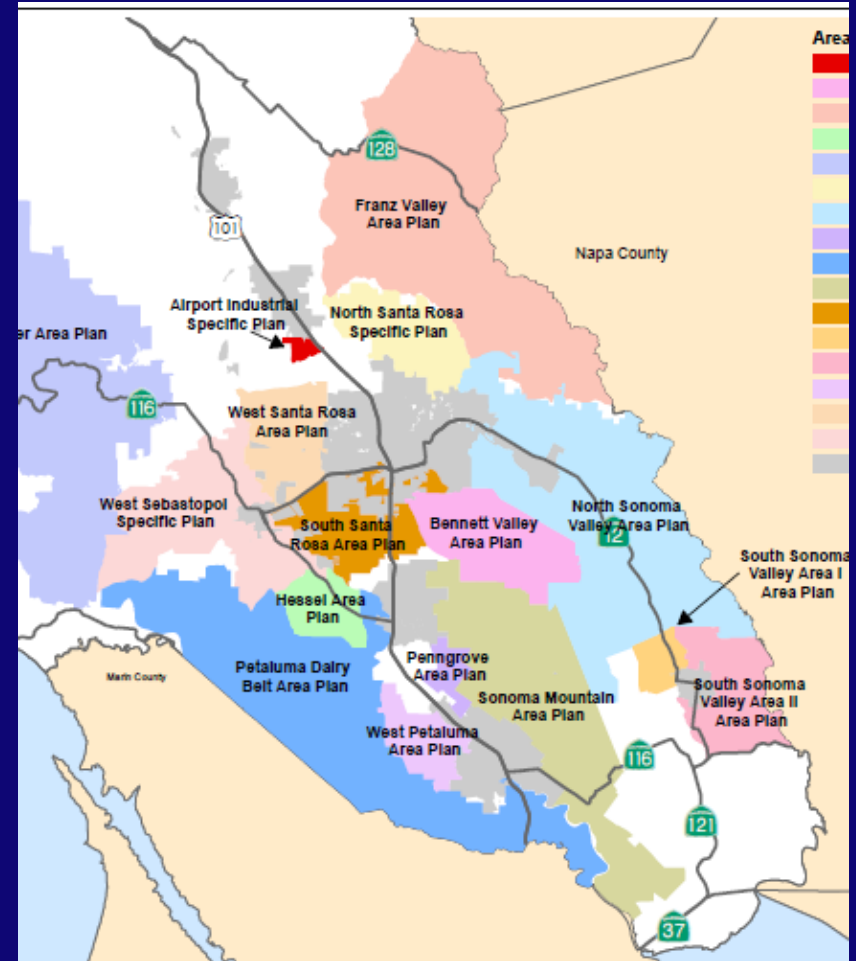 Area
128
Franz Valley
Area Plan
101
Napa County
Airport Industrial
Specific Plan
North Santa Rosa
Specific Plan
er Area Plan
116
West Santa Rosa
Area Plan
West Sebastopol
Specific Plan
South Santa
Rosa Area Plan
Bennett Valley
Area Plan
North Sonoma
Valley Area Plan
12
South Sonoma
Valley Area I
Area Plan
Hessel Area
Plan
Petaluma Dairy
Belt Area Plan
Marin County
Penngrove
Area Plan
Sonoma Mountain
Area Plan
South Sonoma
Valley Area II
Area Plan
West Petaluma
Area Plan
116
121
37